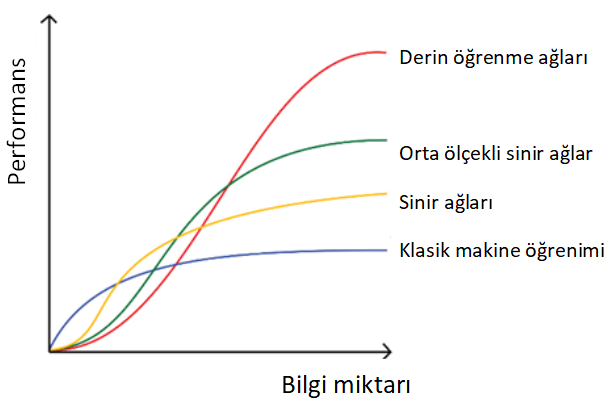 Performans
Derin öğrenme ağları
Orta ölçekli sinir ağlar
Sinir ağları
Klasik makine öğrenimi
Bilgi miktarı